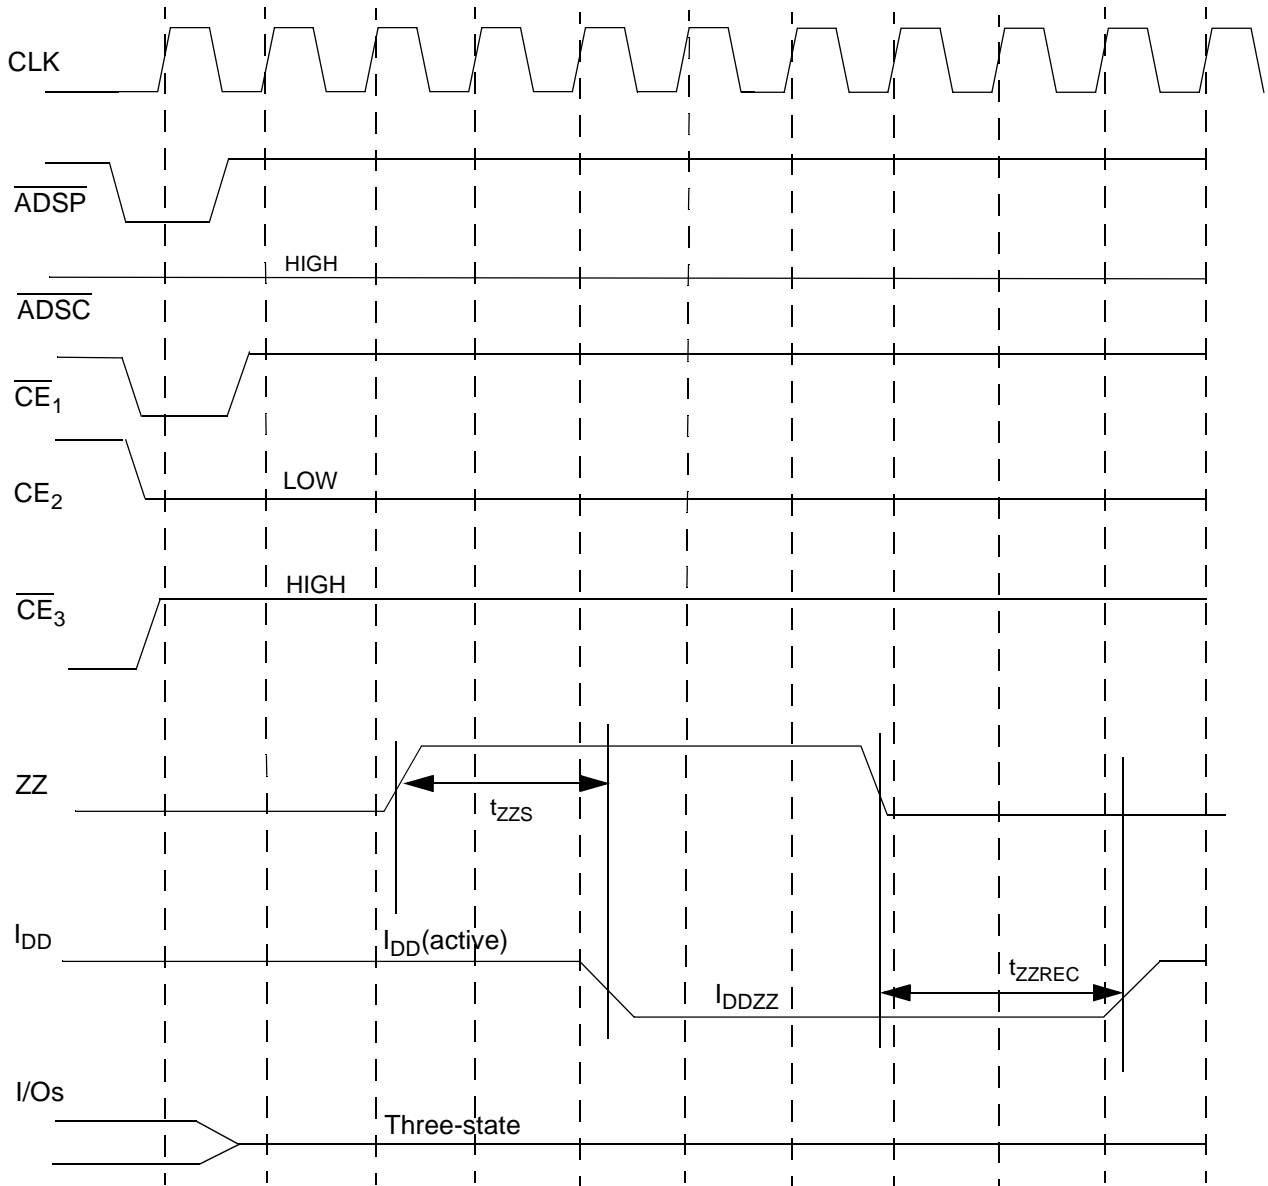 CLK
ADSP
HIGH
ADSC
CE1
LOW
CE2
HIGH
CE3
ZZ
tZZS
IDD
IDD(active)
tZZREC
IDDZZ
I/Os
Three-state